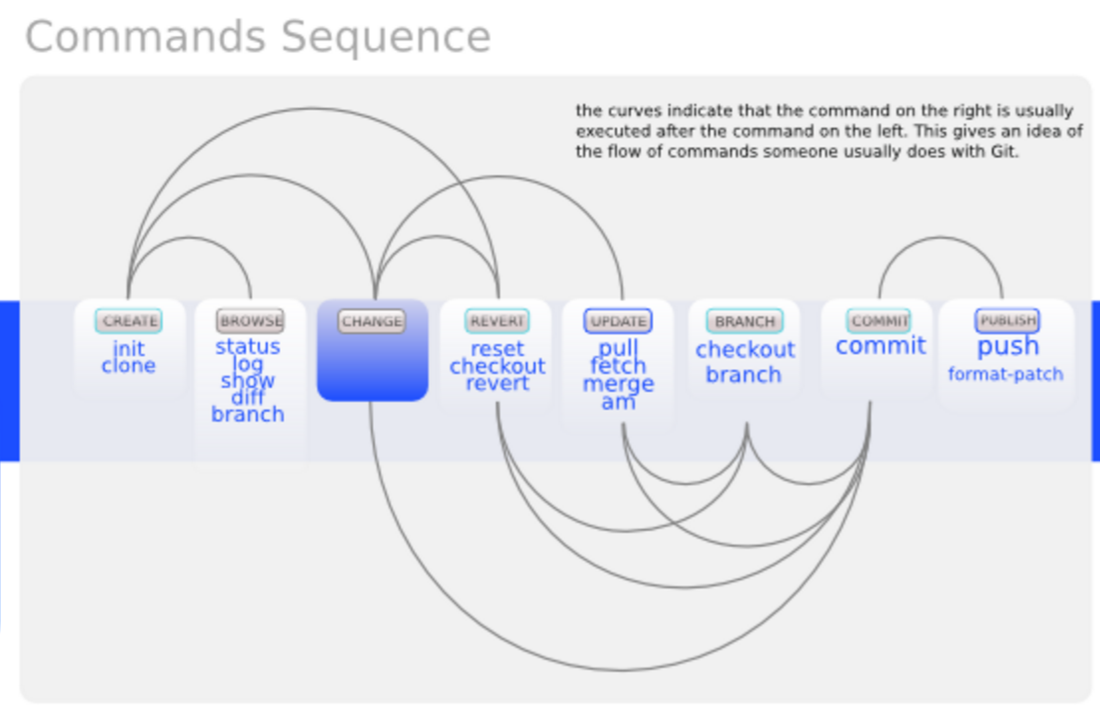 Commands Sequence
the curves indicate that the command on the right is usually
executed after the command on the left. This gives an idea of
the flow of commands someone usually does with Git.
CREATE
init
clone
BROWSE
status
log
show
diff
branch
CHANGE
REVERT
reset
checkout
revert
UPDATE
pull
fetch
merge
am
BRANCH
checkout
branch
COMMIT
commit
PUBLISH
push
format-patch